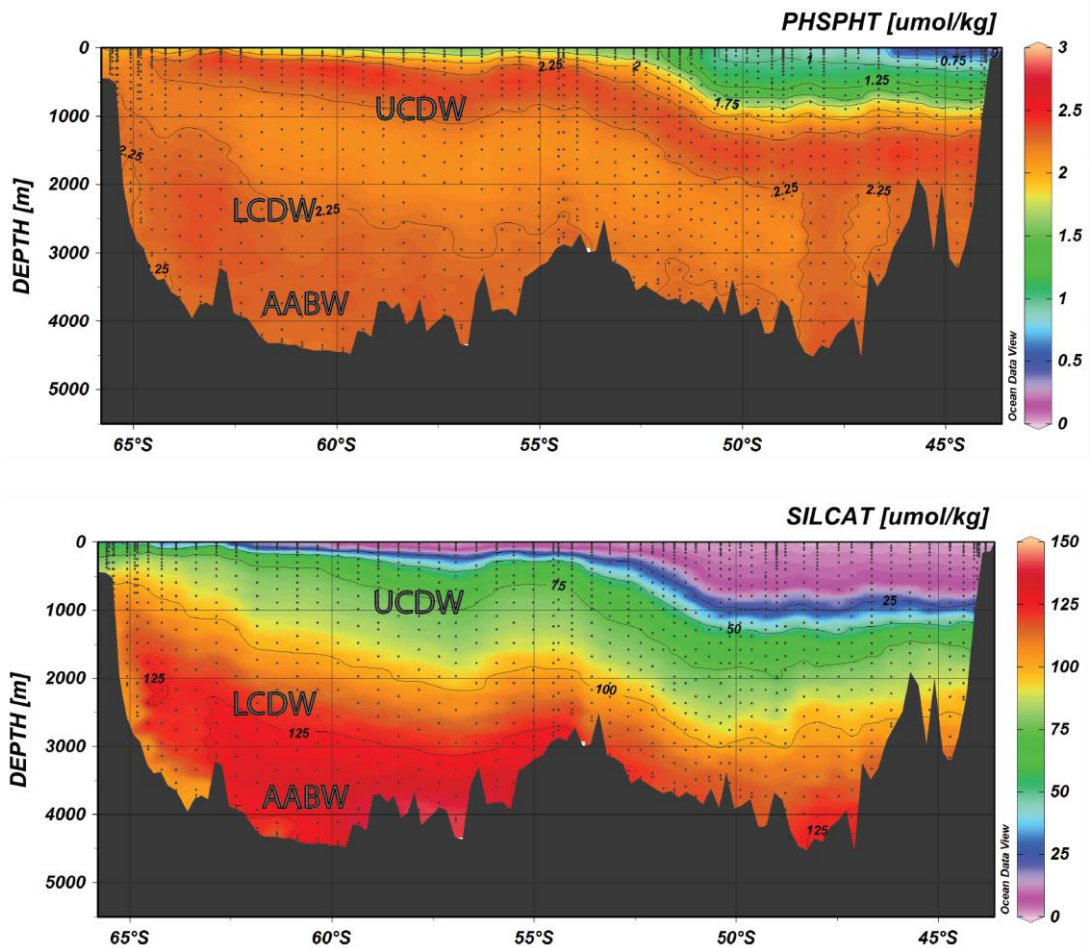 PHSPHT [umol/kg]
0
1000
2000
3000
4000
5000
DEPTH [m]
65°S
60°S
55°S
50°S
45°S
UCDW
LCDW
AABW
2.25
2
1.75
1
0.75
1.25
2.25
2.25
2.25
2.25
.25
3
2.5
2
1.5
1
0.5
0
Ocean Data View
SILCAT [umol/kg]
0
1000
2000
3000
4000
5000
DEPTH [m]
65°S
60°S
55°S
50°S
45°S
UCDW
LCDW
AABW
75
25
50
100
125
125
125
150
125
100
75
50
25
0
Ocean Data View